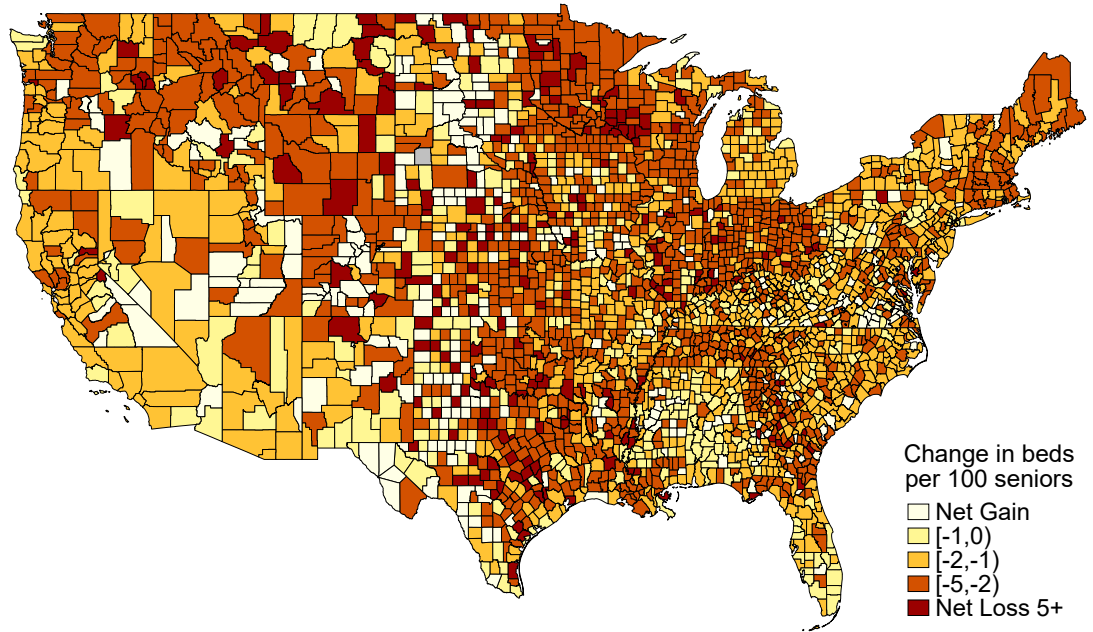 Change in beds
per 100 seniors
Net Gain
[-1,0)
[-2,-1)
[-5,-2)
Net Loss 5+